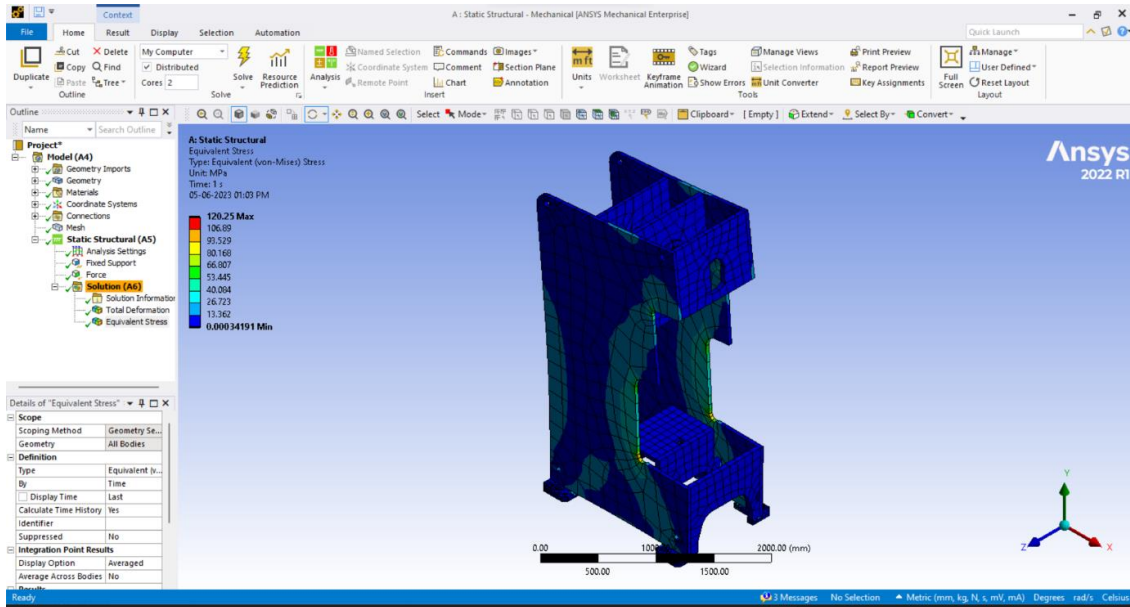 Context
A : Static Structural - Mechanical [ANSYS Mechanical Enterprise]
File Home Result Display Selection Automation Quick Launch
Duplicate Cut Copy Paste Delete Find Tree Outline
My Computer Distributed Cores 2 Solve Resource Prediction Solve
Analysis Named Selection Coordinate System Remote Point Commands Comment Chart Images Section Plane Annotation Insert
Units Worksheet Keyframe Animation Tags Wizard Show Errors Manage Views Selection Information Unit Converter Print Preview Report Preview Key Assignments Tools
Full Screen Manage User Defined Reset Layout Layout
Outline
Name Search Outline
Select Mode Clipboard [Empty] Extend Select By Convert
Project*
Model (A4)
Geometry Imports
Geometry
Materials
Coordinate Systems
Connections
Mesh
Static Structural (A5)
Analysis Settings
Fixed Support
Force
Solution (A6)
Solution Information
Total Deformation
Equivalent Stress
A: Static Structural
Equivalent Stress
Type: Equivalent (von-Mises) Stress
Unit: MPa
Time: 1 s
05-06-2023 01:03 PM
120.25 Max
106.89
93.529
80.168
66.807
53.445
40.084
26.723
13.362
0.00034191 Min
Ansys
2022 R1
0.00 2000.00 (mm)
500.00 1500.00
Y
Z X
Details of "Equivalent Stress"
Scope
Scoping Method Geometry Se...
Geometry All Bodies
Definition
Type Equivalent (v...
By Time
Display Time Last
Calculate Time History Yes
Identifier
Suppressed No
Integration Point Results
Display Option Averaged
Average Across Bodies No
Ready 3 Messages No Selection Metric (mm, kg, N, s, mV, mA) Degrees rad/s Celsius